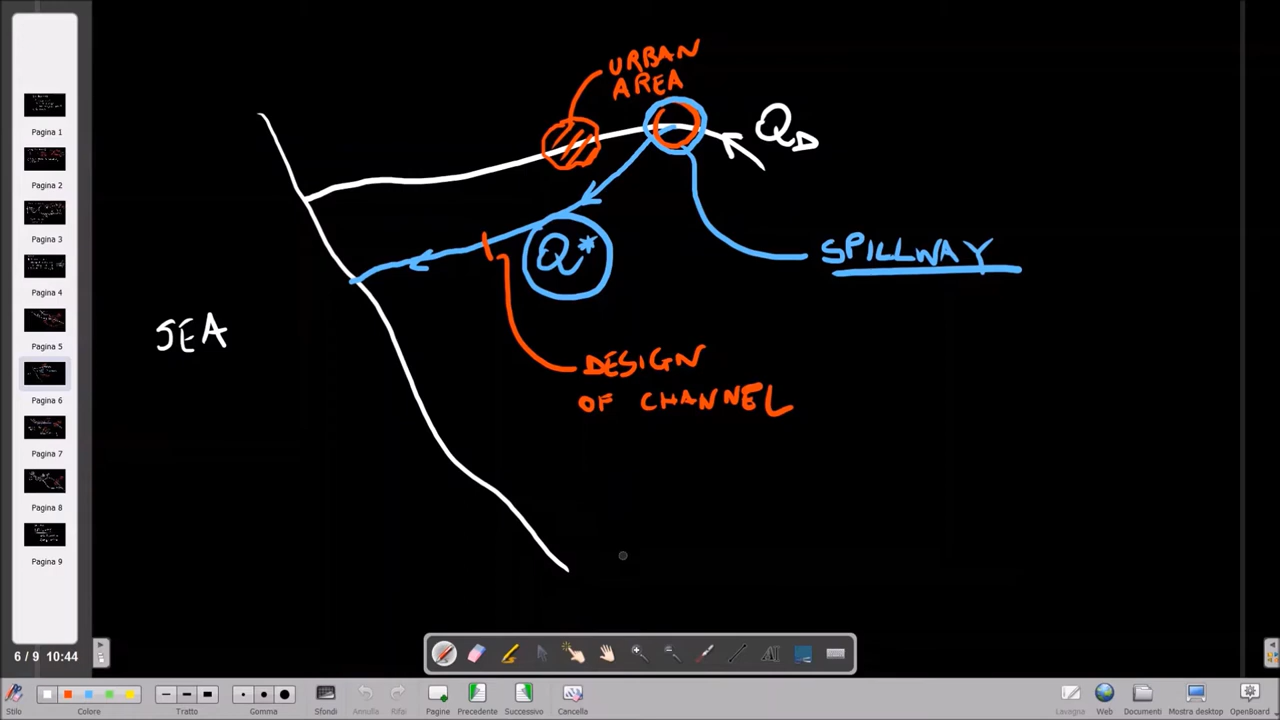 URBAN
AREA
QD
Q*
SPILLWAY
SEA
DESIGN
OF CHANNEL
Pagina 1
Pagina 2
Pagina 3
Pagina 4
Pagina 5
Pagina 6
Pagina 7
Pagina 8
Pagina 9
6 / 9 10:44
Stilo
Colore
Tratto
Gomma
Sfondi
Annulla
Rifai
Pagine
Precedente
Successivo
Cancella
Lavagna
Web
Documenti
Mostra desktop
OpenBoard